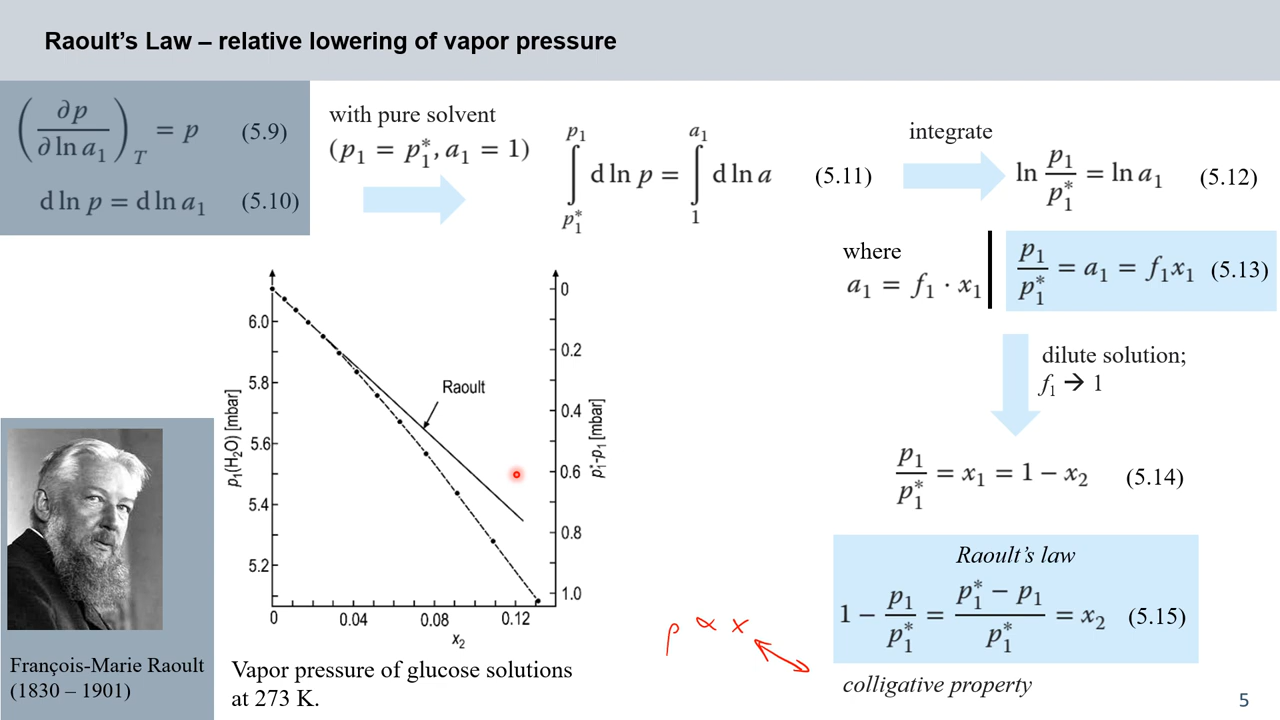 Raoult's Law – relative lowering of vapor pressure
(∂p/∂ ln a₁)_T = p (5.9)
d ln p = d ln a₁ (5.10)
with pure solvent
(p₁ = p₁*, a₁ = 1)
∫_{p₁*}^{p₁} d ln p = ∫_1^{a₁} d ln a (5.11)
integrate
ln p₁/p₁* = ln a₁ (5.12)
where
a₁ = f₁ · x₁
p₁/p₁* = a₁ = f₁x₁ (5.13)
dilute solution;
f₁ → 1
p₁/p₁* = x₁ = 1 − x₂ (5.14)
Raoult's law
1 − p₁/p₁* = (p₁* − p₁)/p₁* = x₂ (5.15)
colligative property
p ∝ x
p₁(H₂O) [mbar]
6.0
5.8
5.6
5.4
5.2
Raoult
0
0.2
0.4
0.6
0.8
1.0
p₁*-p₁ [mbar]
0 0.04 0.08 0.12
x₂
Vapor pressure of glucose solutions
at 273 K.
François-Marie Raoult
(1830 – 1901)
5